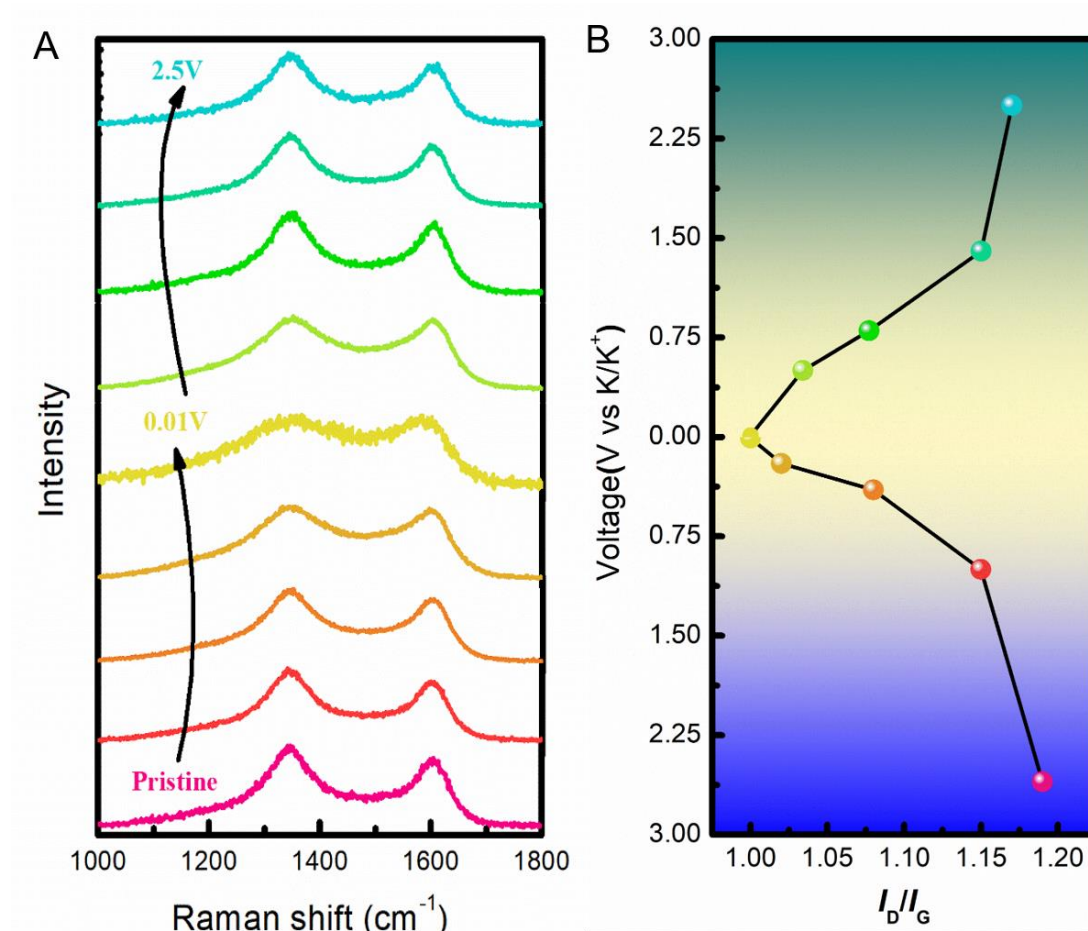 A
2.5V
0.01V
Pristine
Intensity
1000 1200 1400 1600 1800
Raman shift (cm⁻¹)
B
3.00
2.25
1.50
0.75
0.00
0.75
1.50
2.25
3.00
Voltage(V vs K/K⁺)
1.00 1.05 1.10 1.15 1.20
I_D/I_G